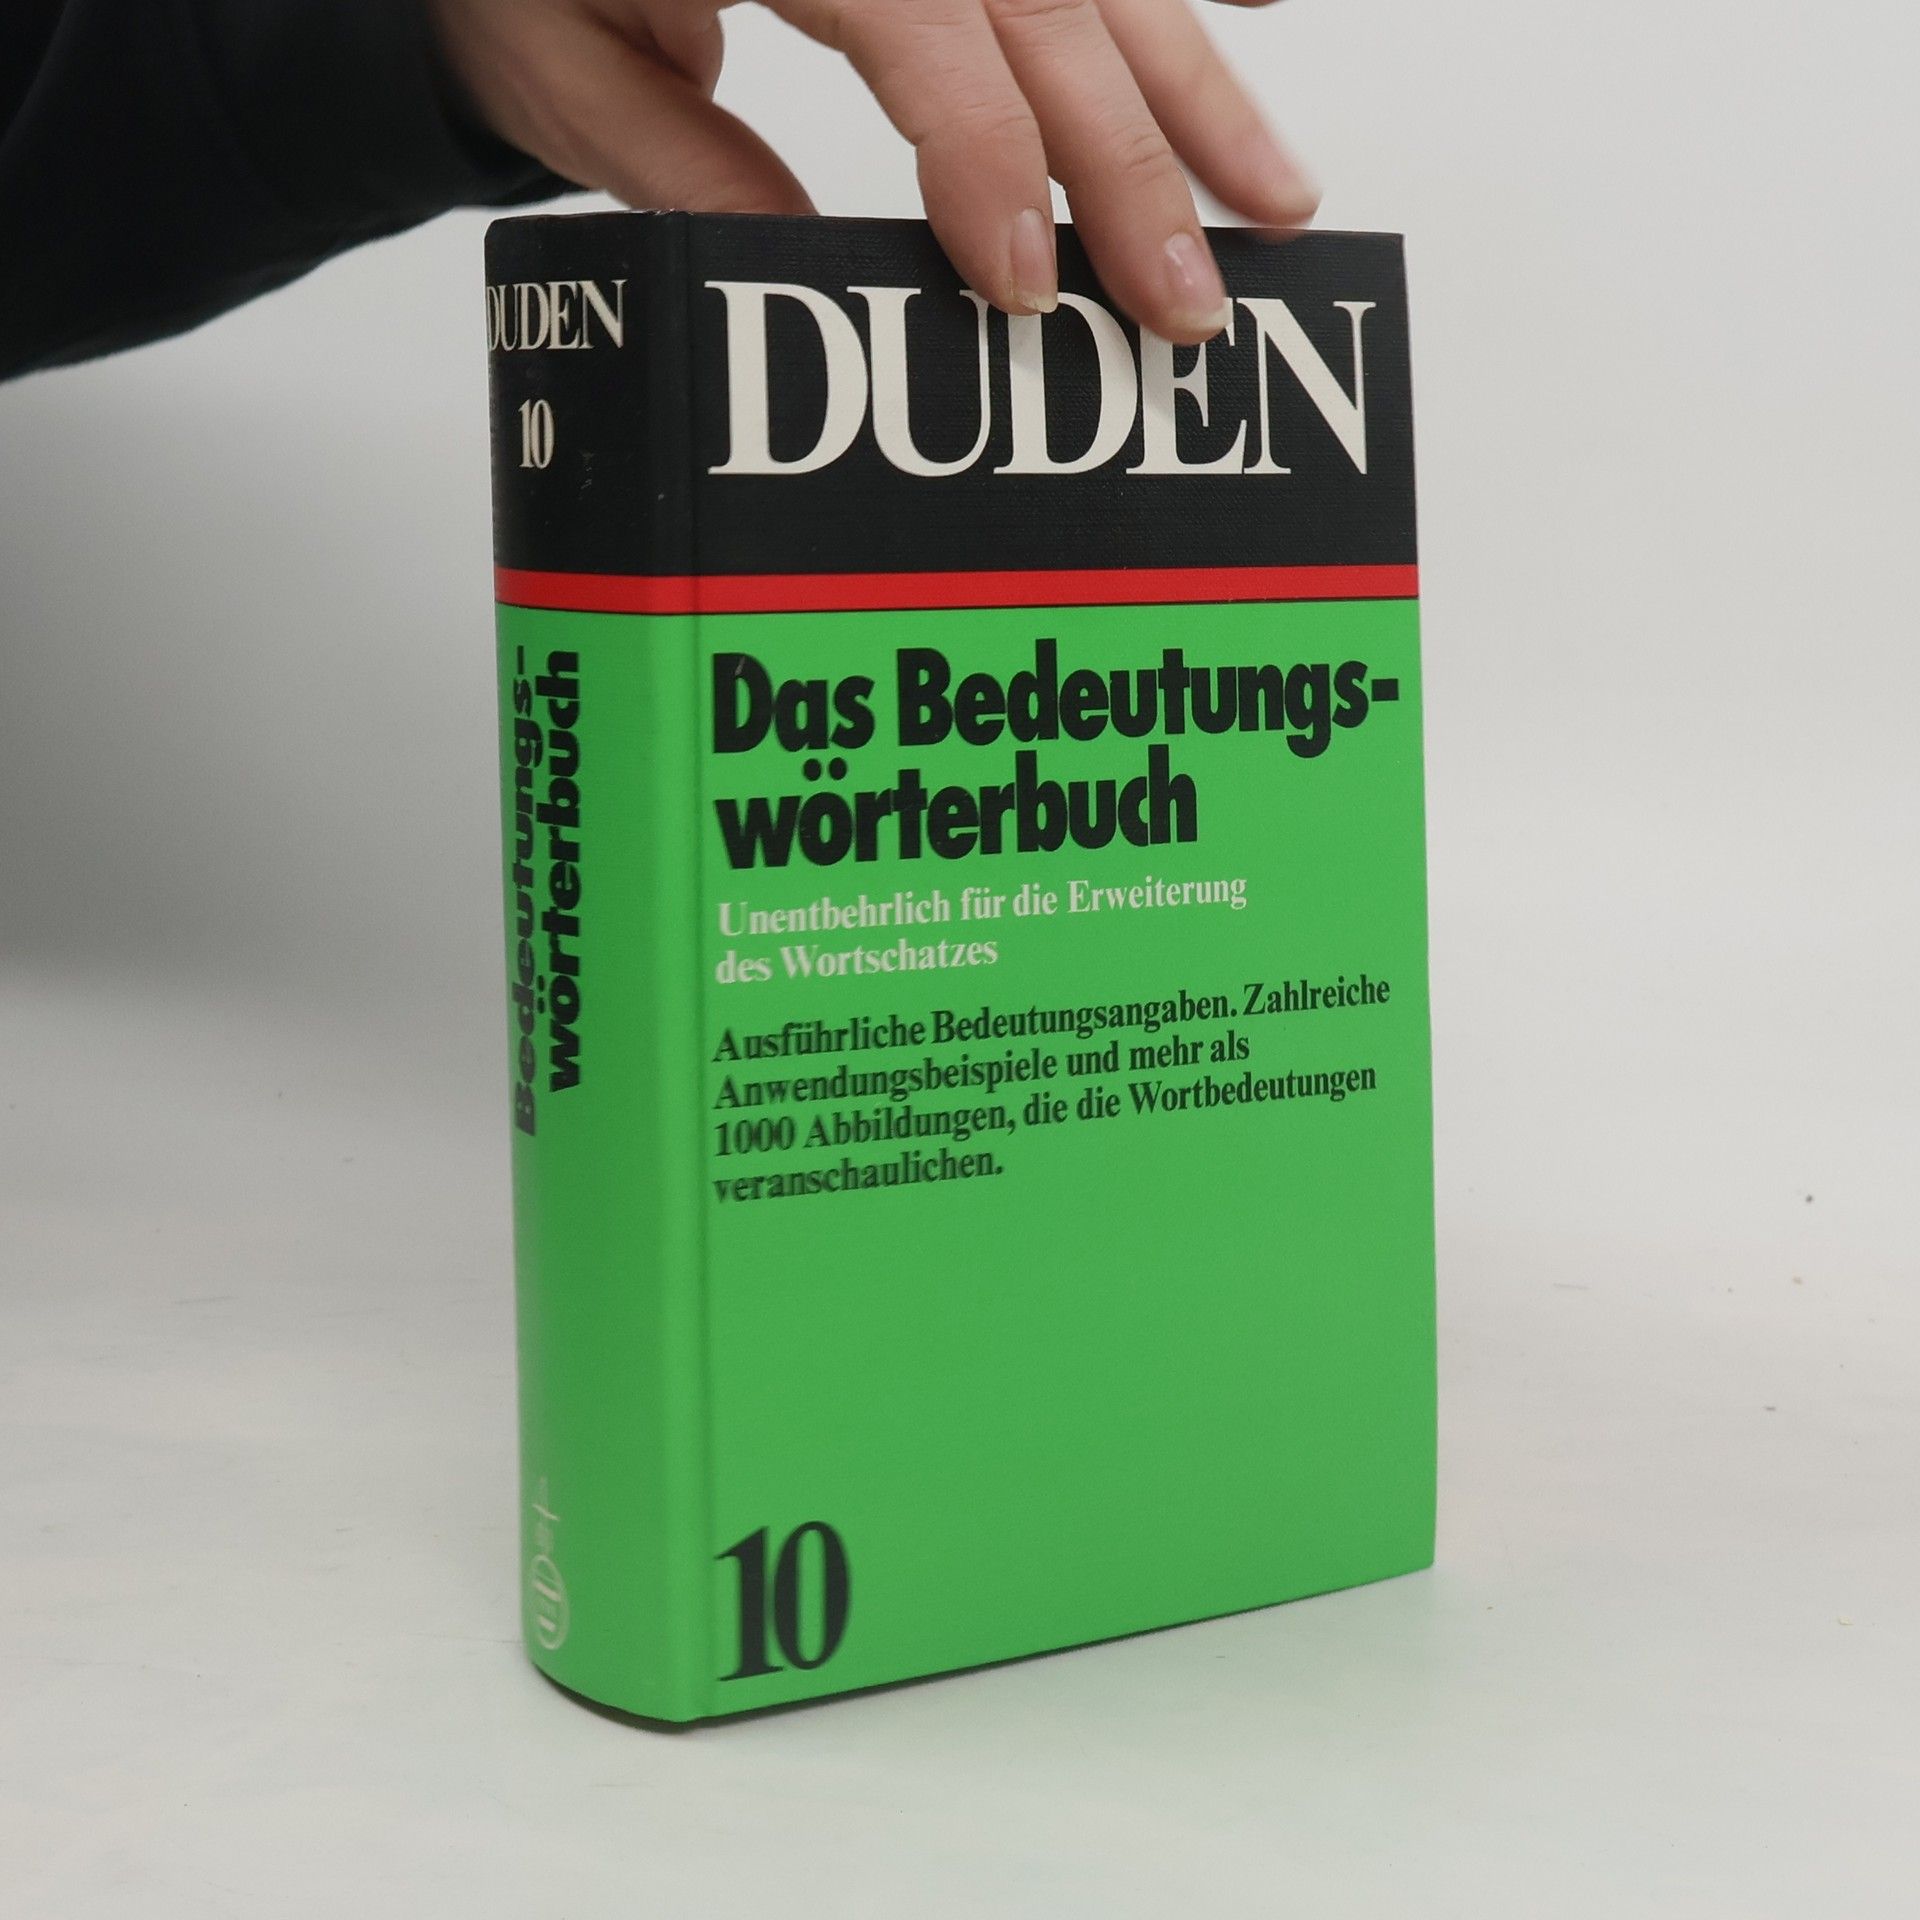 DUDEN
10
Bedeutungs-
wörterbuch
DUDEN
Das Bedeutungs-
wörterbuch
Unentbehrlich für die Erweiterung
des Wortschatzes
Ausführliche Bedeutungsangaben. Zahlreiche
Anwendungsbeispiele und mehr als
1000 Abbildungen, die die Wortbedeutungen
veranschaulichen.
10